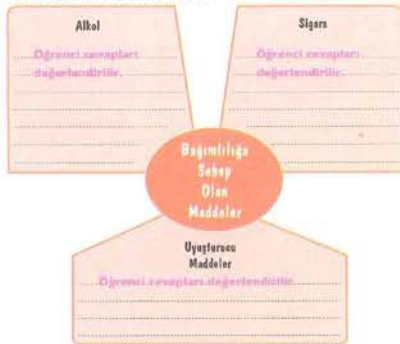 Alkol
Öğrenci cevapları
değerlendirilir.
Sigara
Öğrenci cevapları
değerlendirilir.
Bağımlılığa
Sebep
Olan
Maddeler
Uyuşturucu
Maddeler
Öğrenci cevapları değerlendirilir.